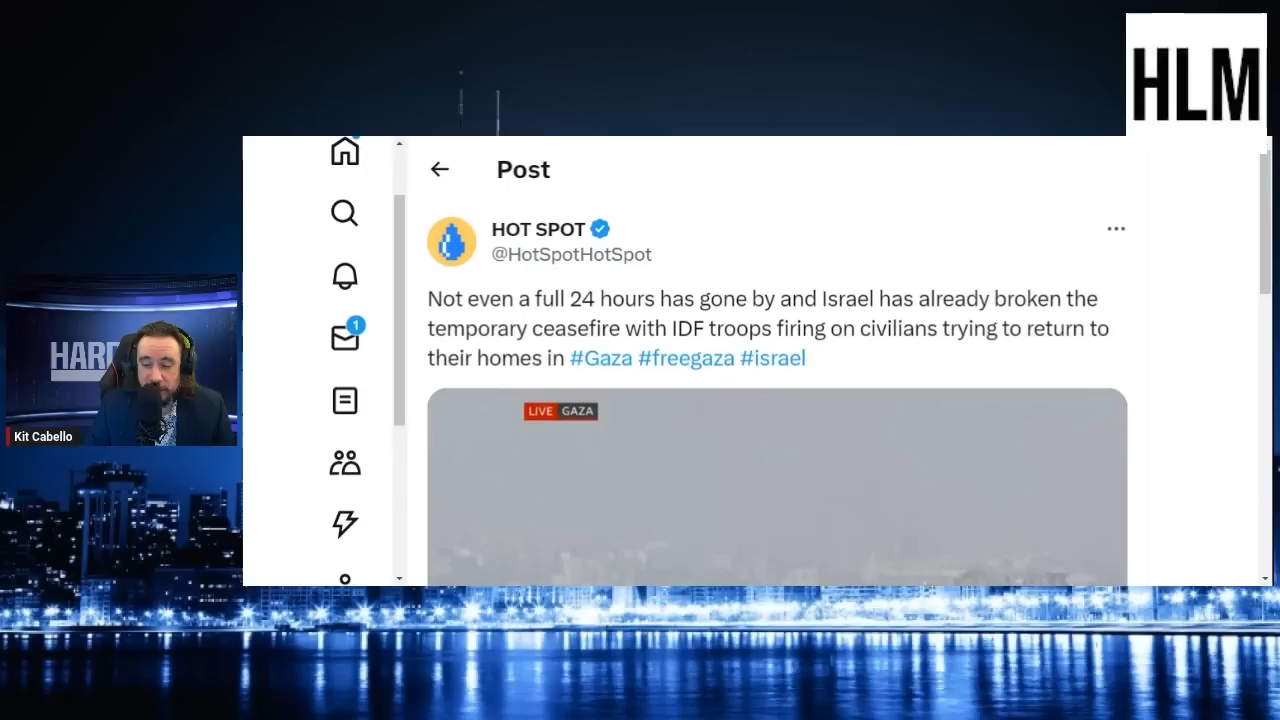 HLM
Post
HOT SPOT
@HotSpotHotSpot
Not even a full 24 hours has gone by and Israel has already broken the
temporary ceasefire with IDF troops firing on civilians trying to return to
their homes in #Gaza #freegaza #israel
LIVE GAZA
1
HARD
Kit Cabello